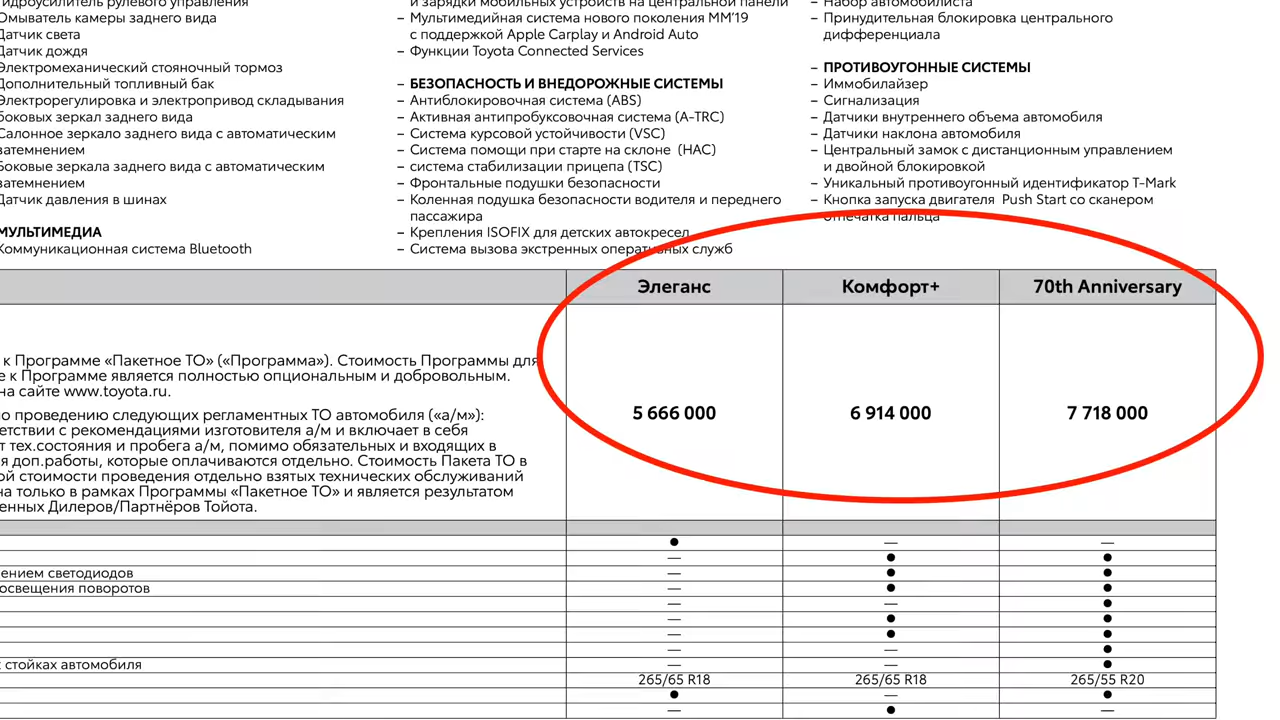 гидроусилитель рулевого управления
Омыватель камеры заднего вида
Датчик света
Датчик дождя
Электромеханический стояночный тормоз
Дополнительный топливный бак
Электрорегулировка и электропривод складывания
боковых зеркал заднего вида
Салонное зеркало заднего вида с автоматическим
затемнением
Боковые зеркала заднего вида с автоматическим
затемнением
Датчик давления в шинах
МУЛЬТИМЕДИА
Коммуникационная система Bluetooth
и зарядки мобильных устройств на центральной панели
– Мультимедийная система нового поколения ММ'19
с поддержкой Apple Carplay и Android Auto
– Функции Toyota Connected Services
– БЕЗОПАСНОСТЬ И ВНЕДОРОЖНЫЕ СИСТЕМЫ
– Антиблокировочная система (ABS)
– Активная антипробуксовочная система (A-TRC)
– Система курсовой устойчивости (VSC)
– Система помощи при старте на склоне (HAC)
– система стабилизации прицепа (TSC)
– Фронтальные подушки безопасности
– Коленная подушка безопасности водителя и переднего
пассажира
– Крепления ISOFIX для детских автокресел
– Система вызова экстренных оперативных служб
– Набор автомобилиста
– Принудительная блокировка центрального
дифференциала
– ПРОТИВОУГОННЫЕ СИСТЕМЫ
– Иммобилайзер
– Сигнализация
– Датчики внутреннего объема автомобиля
– Датчики наклона автомобиля
– Центральный замок с дистанционным управлением
и двойной блокировкой
– Уникальный противоугонный идентификатор T-Mark
– Кнопка запуска двигателя Push Start со сканером
отпечатка пальца
Элеганс Комфорт+ 70th Anniversary
к Программе «Пакетное ТО» («Программа»). Стоимость Программы для
е к Программе является полностью опциональным и добровольным.
на сайте www.toyota.ru.
о проведению следующих регламентных ТО автомобиля («а/м»):
етствии с рекомендациями изготовителя а/м и включает в себя
т тех.состояния и пробега а/м, помимо обязательных и входящих в
я доп.работы, которые оплачиваются отдельно. Стоимость Пакета ТО в
ой стоимости проведения отдельно взятых технических обслуживаний
на только в рамках Программы «Пакетное ТО» и является результатом
енных Дилеров/Партнёров Тойота.
5 666 000 6 914 000 7 718 000
● — —
— ● ●
ением светодиодов — ● ●
освещения поворотов — ● ●
— — ●
— ● ●
— ● ●
— — ●
стойках автомобиля — — ●
265/65 R18 265/65 R18 265/55 R20
● — ●
— ● —